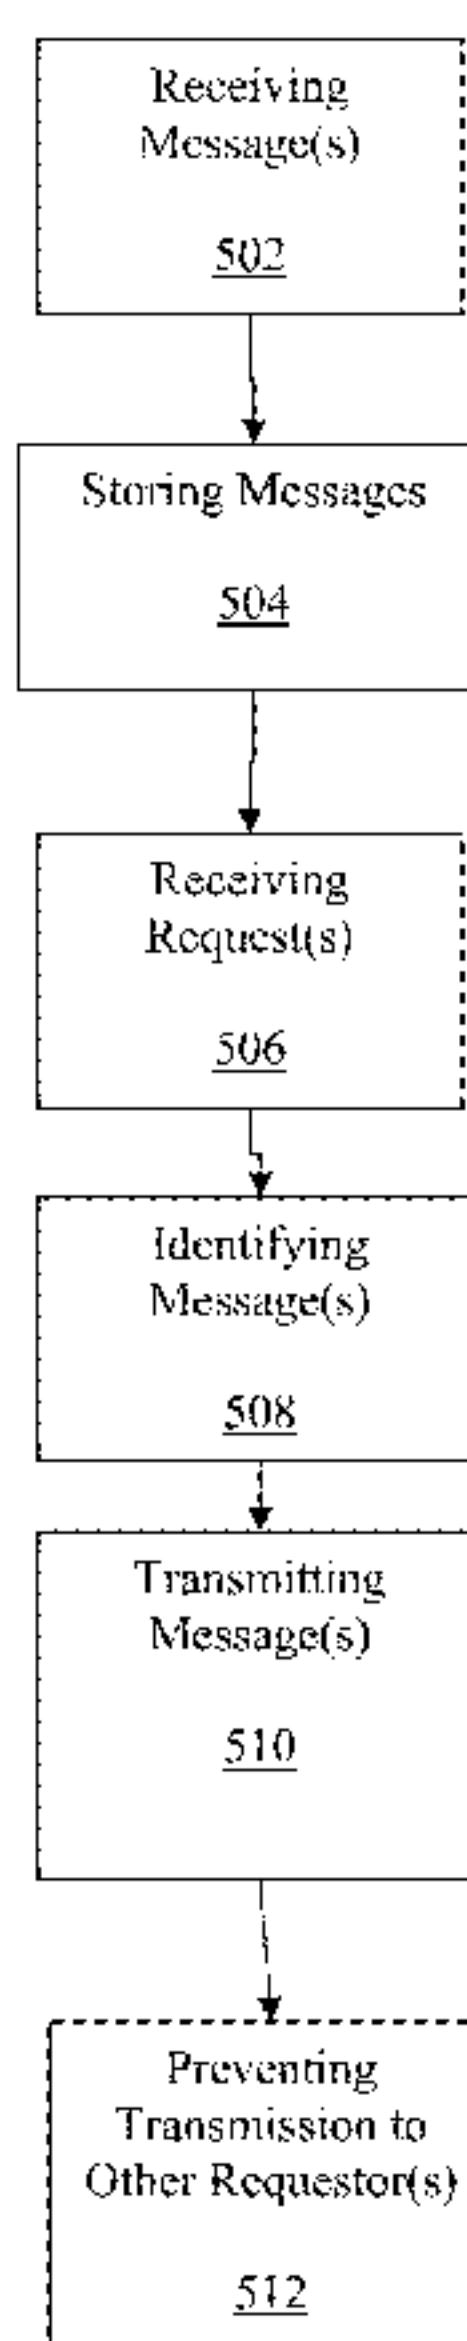 Receiving
Message(s)
502
Storing Messages
504
Receiving
Request(s)
506
Identifying
Message(s)
508
Transmitting
Message(s)
510
Preventing
Transmission to
Other Requestor(s)
512